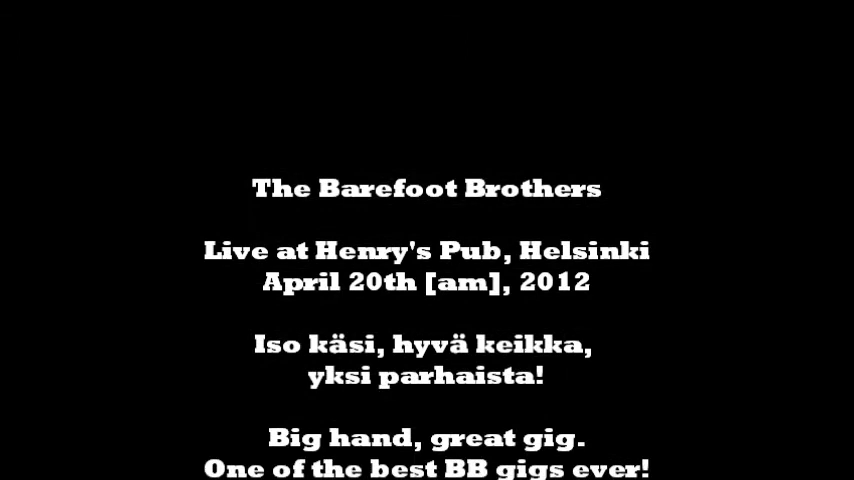 The Barefoot Brothers
Live at Henry's Pub, Helsinki
April 20th [am], 2012
Iso käsi, hyvä keikka,
yksi parhaista!
Big hand, great gig.
One of the best BB gigs ever!